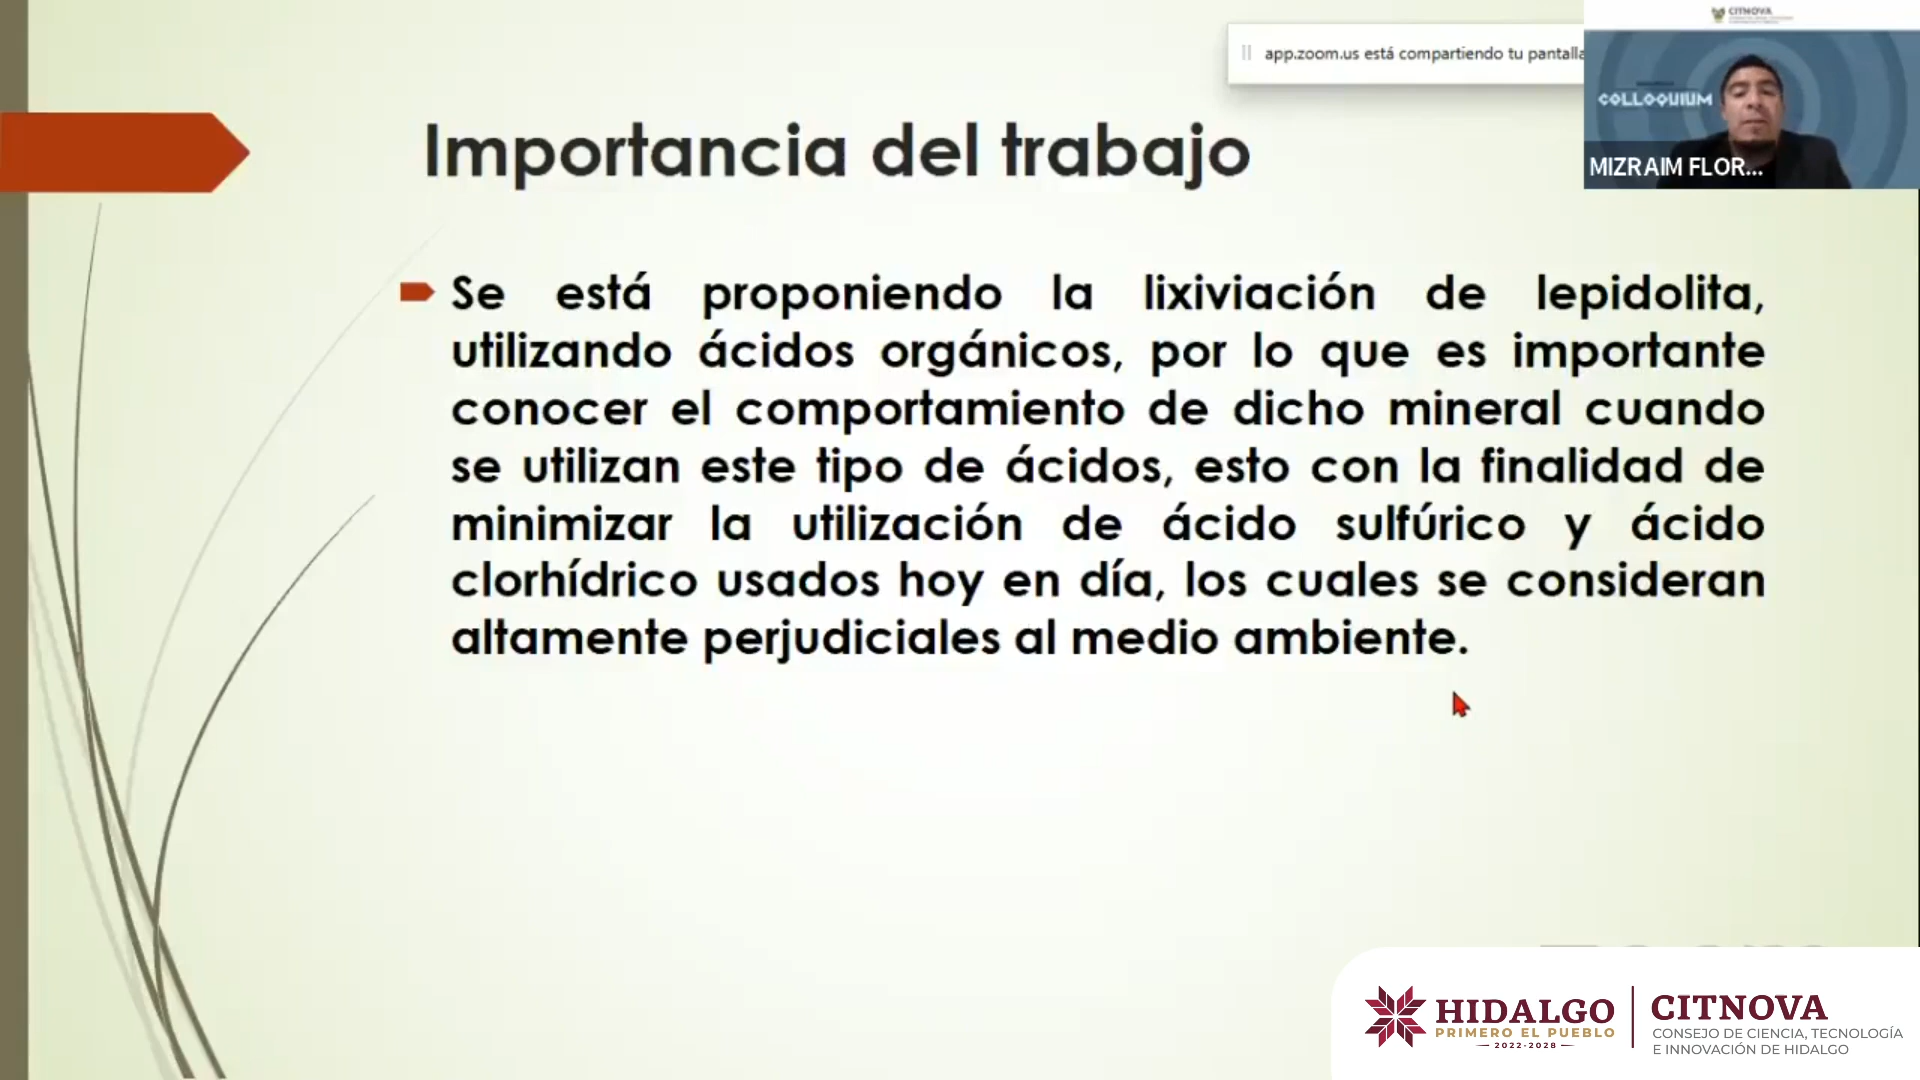 CITNOVA
app.zoom.us está compartiendo tu pantalla
COLLOQUIUM
MIZRAIM FLOR...
Importancia del trabajo
Se está proponiendo la lixiviación de lepidolita,
utilizando ácidos orgánicos, por lo que es importante
conocer el comportamiento de dicho mineral cuando
se utilizan este tipo de ácidos, esto con la finalidad de
minimizar la utilización de ácido sulfúrico y ácido
clorhídrico usados hoy en día, los cuales se consideran
altamente perjudiciales al medio ambiente.
HIDALGO
PRIMERO EL PUEBLO
2022-2028
CITNOVA
CONSEJO DE CIENCIA, TECNOLOGÍA
E INNOVACIÓN DE HIDALGO